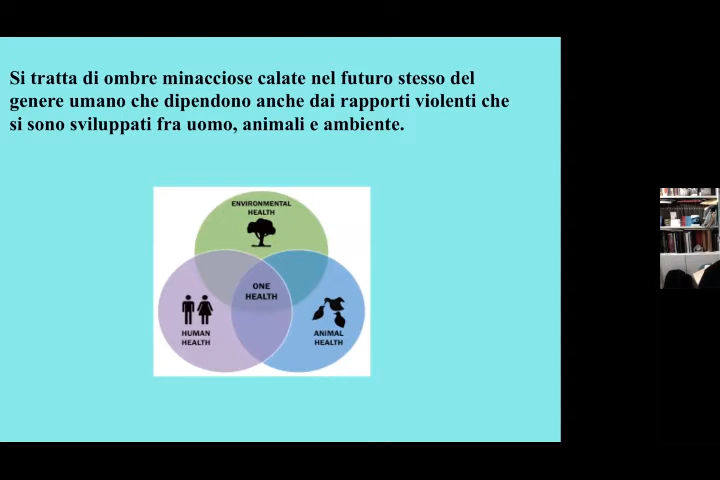 Si tratta di ombre minacciose calate nel futuro stesso del
genere umano che dipendono anche dai rapporti violenti che
si sono sviluppati fra uomo, animali e ambiente.
ENVIRONMENTAL
HEALTH
ONE
HEALTH
HUMAN
HEALTH
ANIMAL
HEALTH